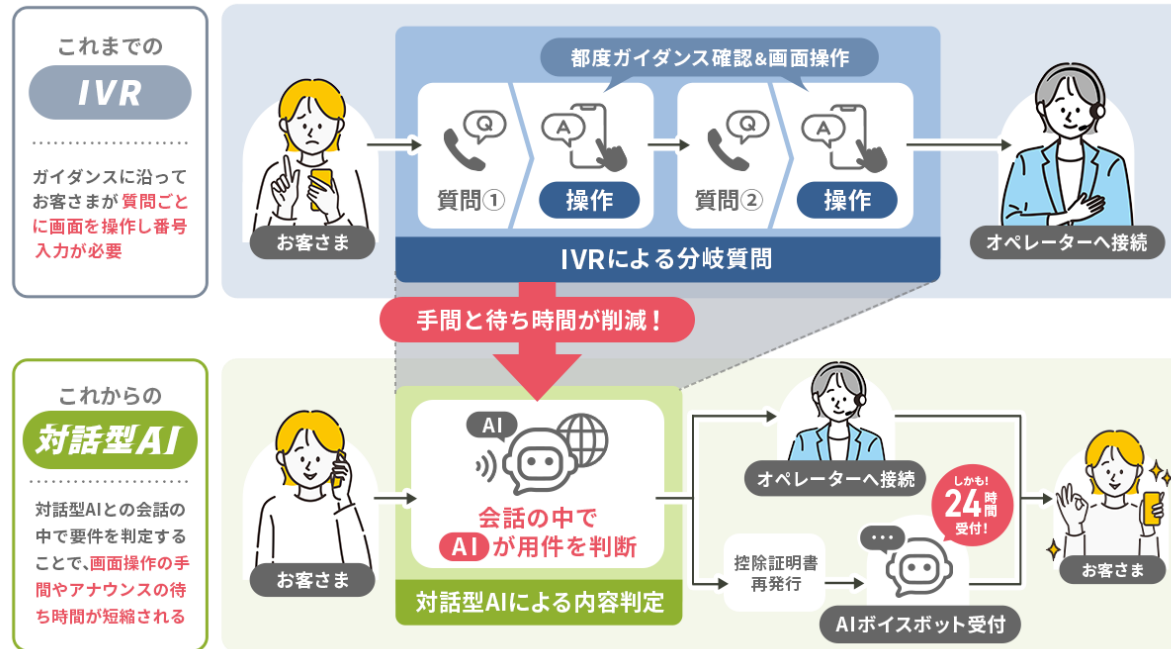 これまでの
IVR
ガイダンスに沿って
お客さまが質問ごと
に画面を操作し番号
入力が必要
お客さま
都度ガイダンス確認&画面操作
Q
A
質問①
操作
Q
A
質問②
操作
IVRによる分岐質問
オペレーターへ接続
手間と待ち時間が削減！
これからの
対話型AI
対話型AIとの会話の
中で要件を判定する
ことで、画面操作の手
間やアナウンスの待
ち時間が短縮される
お客さま
AI
会話の中で
AIが用件を判断
対話型AIによる内容判定
オペレーターへ接続
控除証明書
再発行
しかも！
24時間
受付！
AIボイスボット受付
お客さま